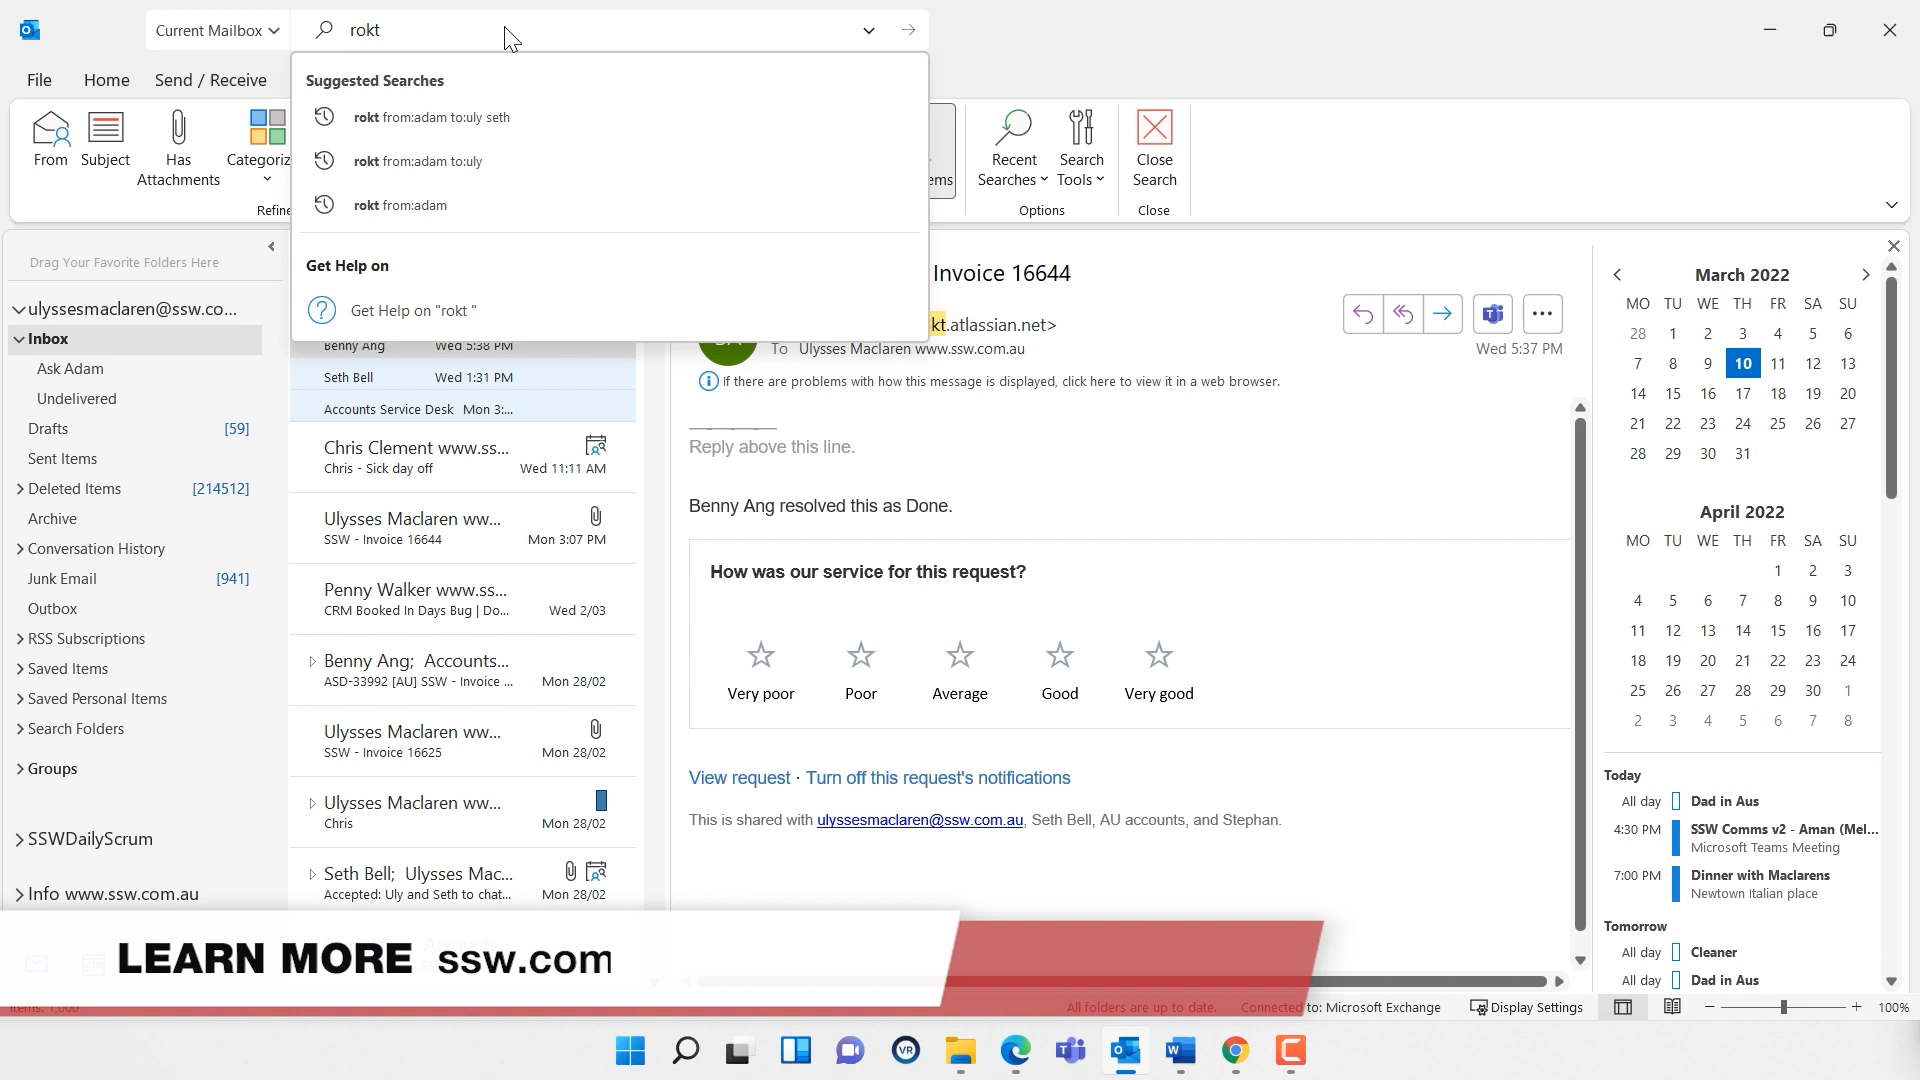 Current Mailbox
rokt
File
Home
Send / Receive
Suggested Searches
rokt from:adam to:uly seth
rokt from:adam to:uly
rokt from:adam
Get Help on
Get Help on "rokt "
From
Subject
Has
Attachments
Categoriz
Refine
ems
Recent
Searches
Search
Tools
Options
Close
Search
Close
Drag Your Favorite Folders Here
ulyssesmaclaren@ssw.co...
Inbox
Ask Adam
Undelivered
Drafts [59]
Sent Items
Deleted Items [214512]
Archive
Conversation History
Junk Email [941]
Outbox
RSS Subscriptions
Saved Items
Saved Personal Items
Search Folders
Groups
SSWDailyScrum
Info www.ssw.com.au
Benny Ang Wed 5:38 PM
Seth Bell Wed 1:31 PM
Accounts Service Desk Mon 3:...
Chris Clement www.ss...
Chris - Sick day off Wed 11:11 AM
Ulysses Maclaren ww...
SSW - Invoice 16644 Mon 3:07 PM
Penny Walker www.ss...
CRM Booked In Days Bug | Do... Wed 2/03
Benny Ang; Accounts...
ASD-33992 [AU] SSW - Invoice ... Mon 28/02
Ulysses Maclaren ww...
SSW - Invoice 16625 Mon 28/02
Ulysses Maclaren ww...
Chris Mon 28/02
Seth Bell; Ulysses Mac...
Accepted: Uly and Seth to chat... Mon 28/02
Invoice 16644
kt.atlassian.net>
To Ulysses Maclaren www.ssw.com.au
Wed 5:37 PM
If there are problems with how this message is displayed, click here to view it in a web browser.
Reply above this line.
Benny Ang resolved this as Done.
How was our service for this request?
Very poor Poor Average Good Very good
View request · Turn off this request's notifications
This is shared with ulyssesmaclaren@ssw.com.au, Seth Bell, AU accounts, and Stephan.
March 2022
MO TU WE TH FR SA SU
28 1 2 3 4 5 6
7 8 9 10 11 12 13
14 15 16 17 18 19 20
21 22 23 24 25 26 27
28 29 30 31
April 2022
MO TU WE TH FR SA SU
1 2 3
4 5 6 7 8 9 10
11 12 13 14 15 16 17
18 19 20 21 22 23 24
25 26 27 28 29 30 1
2 3 4 5 6 7 8
Today
All day Dad in Aus
4:30 PM SSW Comms v2 - Aman (Mel...
Microsoft Teams Meeting
7:00 PM Dinner with Maclarens
Newtown Italian place
Tomorrow
All day Cleaner
All day Dad in Aus
LEARN MORE ssw.com
Items: 1,000
All folders are up to date.
Connected to: Microsoft Exchange
Display Settings
100%